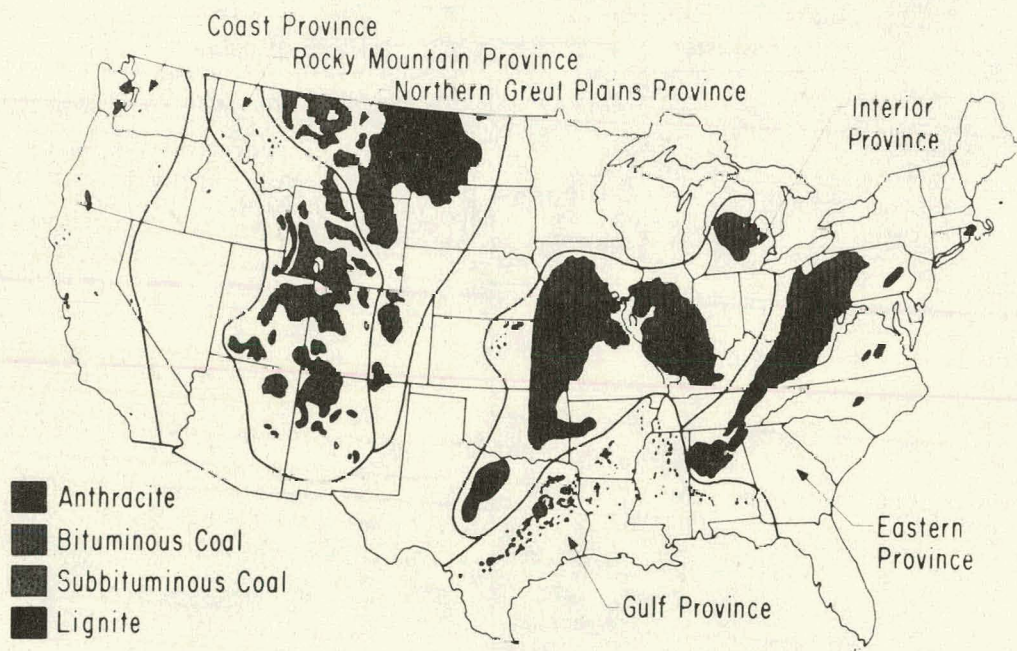 Coast Province
Rocky Mountain Province
Northern Great Plains Province
Interior
Province
Anthracite
Bituminous Coal
Subbituminous Coal
Lignite
Eastern
Province
Gulf Province